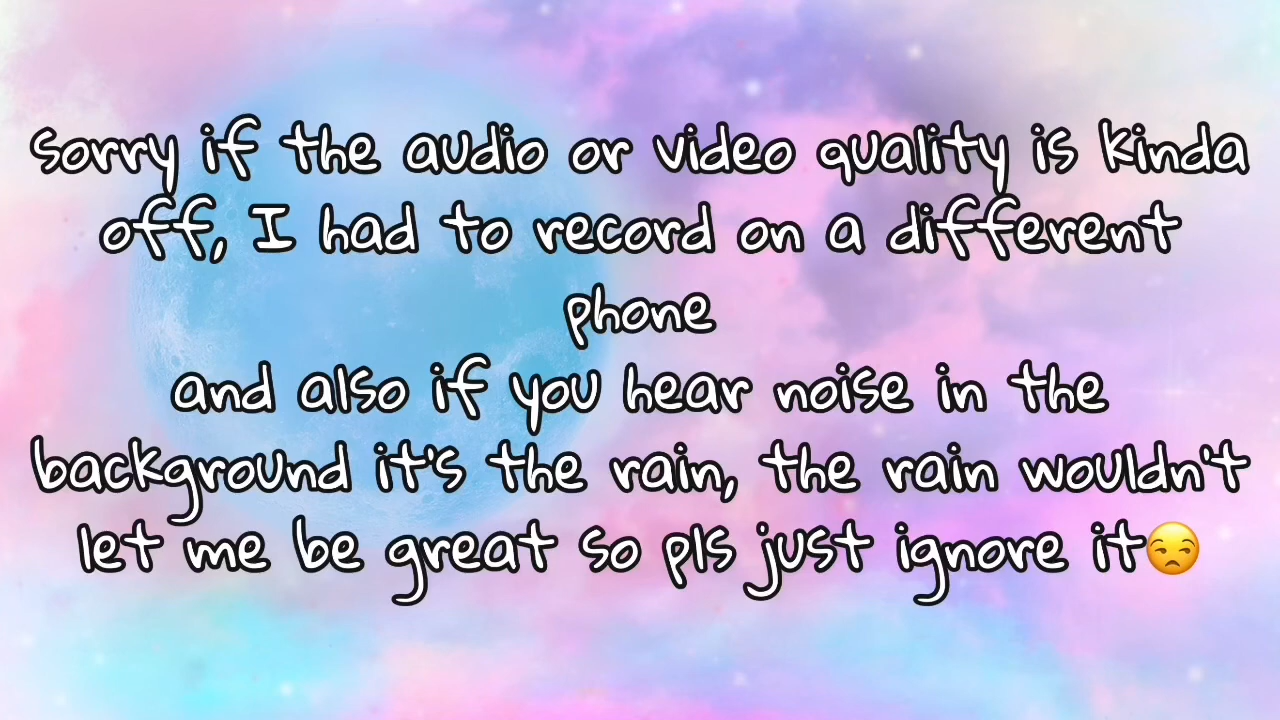 Sorry if the audio or video quality is kinda
off, I had to record on a different
phone
and also if you hear noise in the
background it's the rain, the rain wouldn't
let me be great so pls just ignore it😒